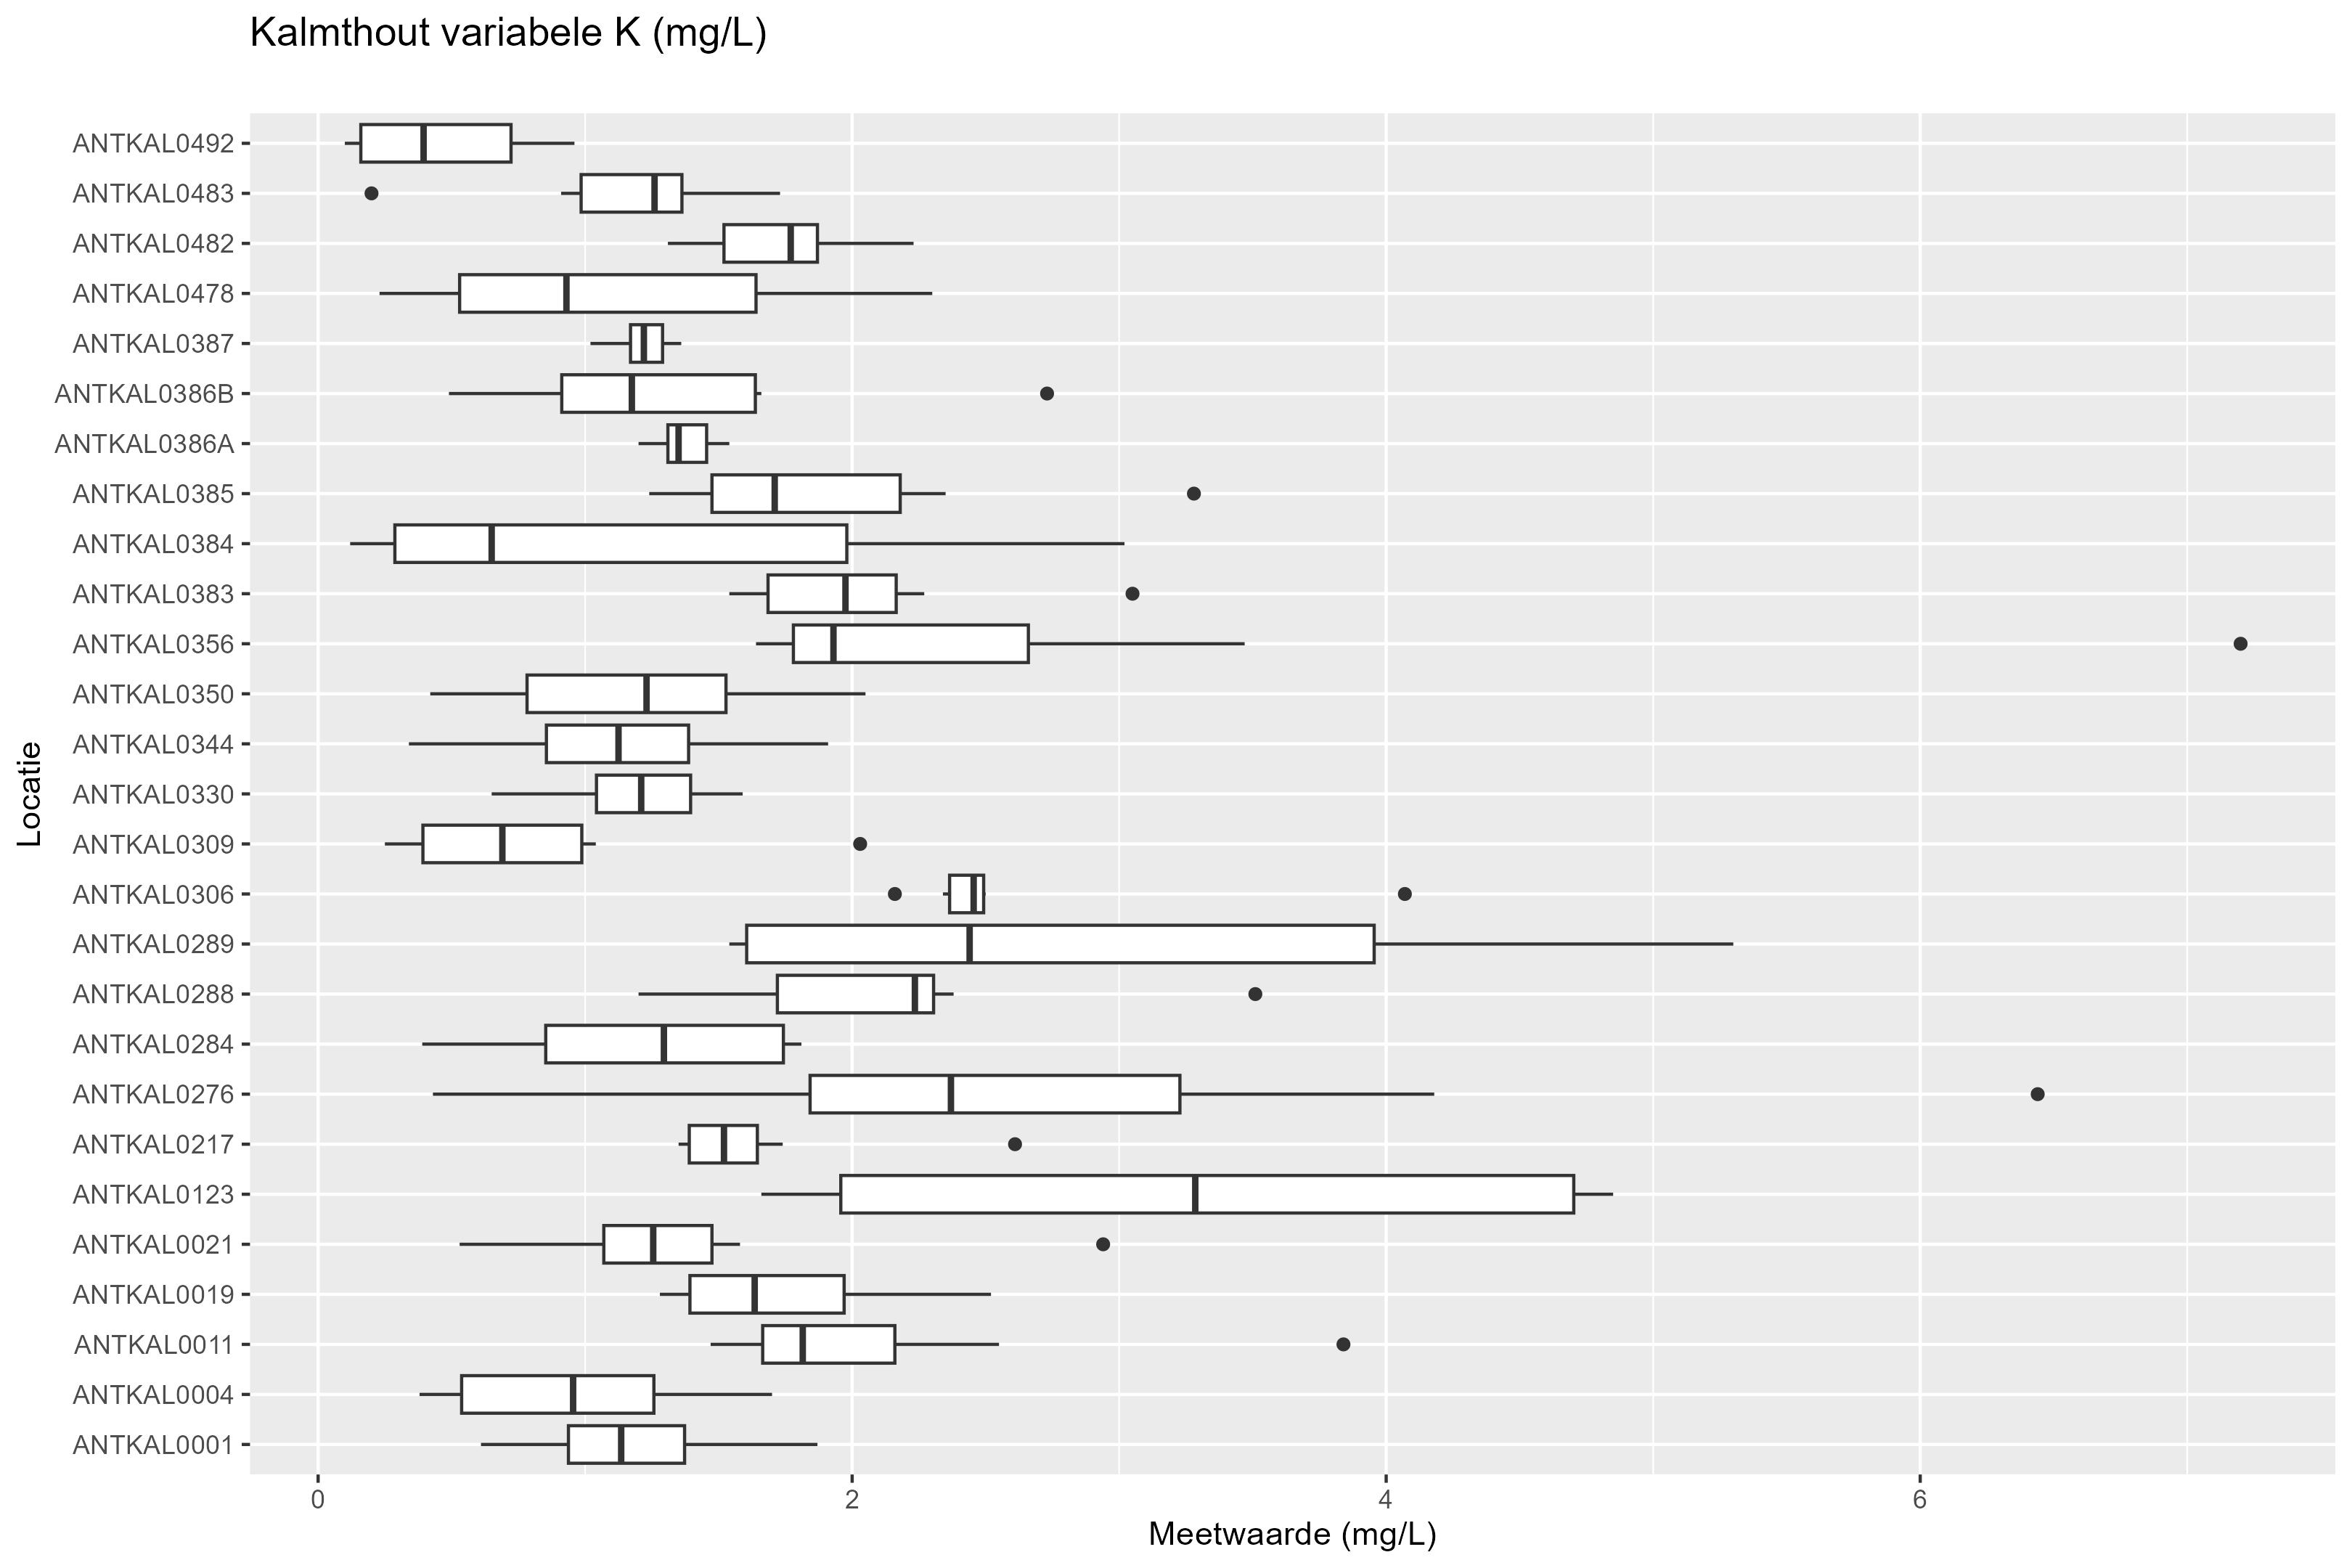 Kalmthout variabele K (mg/L)
ANTKAL0492
ANTKAL0483
ANTKAL0482
ANTKAL0478
ANTKAL0387
ANTKAL0386B
ANTKAL0386A
ANTKAL0385
ANTKAL0384
ANTKAL0383
ANTKAL0356
ANTKAL0350
ANTKAL0344
ANTKAL0330
ANTKAL0309
ANTKAL0306
ANTKAL0289
ANTKAL0288
ANTKAL0284
ANTKAL0276
ANTKAL0217
ANTKAL0123
ANTKAL0021
ANTKAL0019
ANTKAL0011
ANTKAL0004
ANTKAL0001
Locatie
0 2 4 6
Meetwaarde (mg/L)